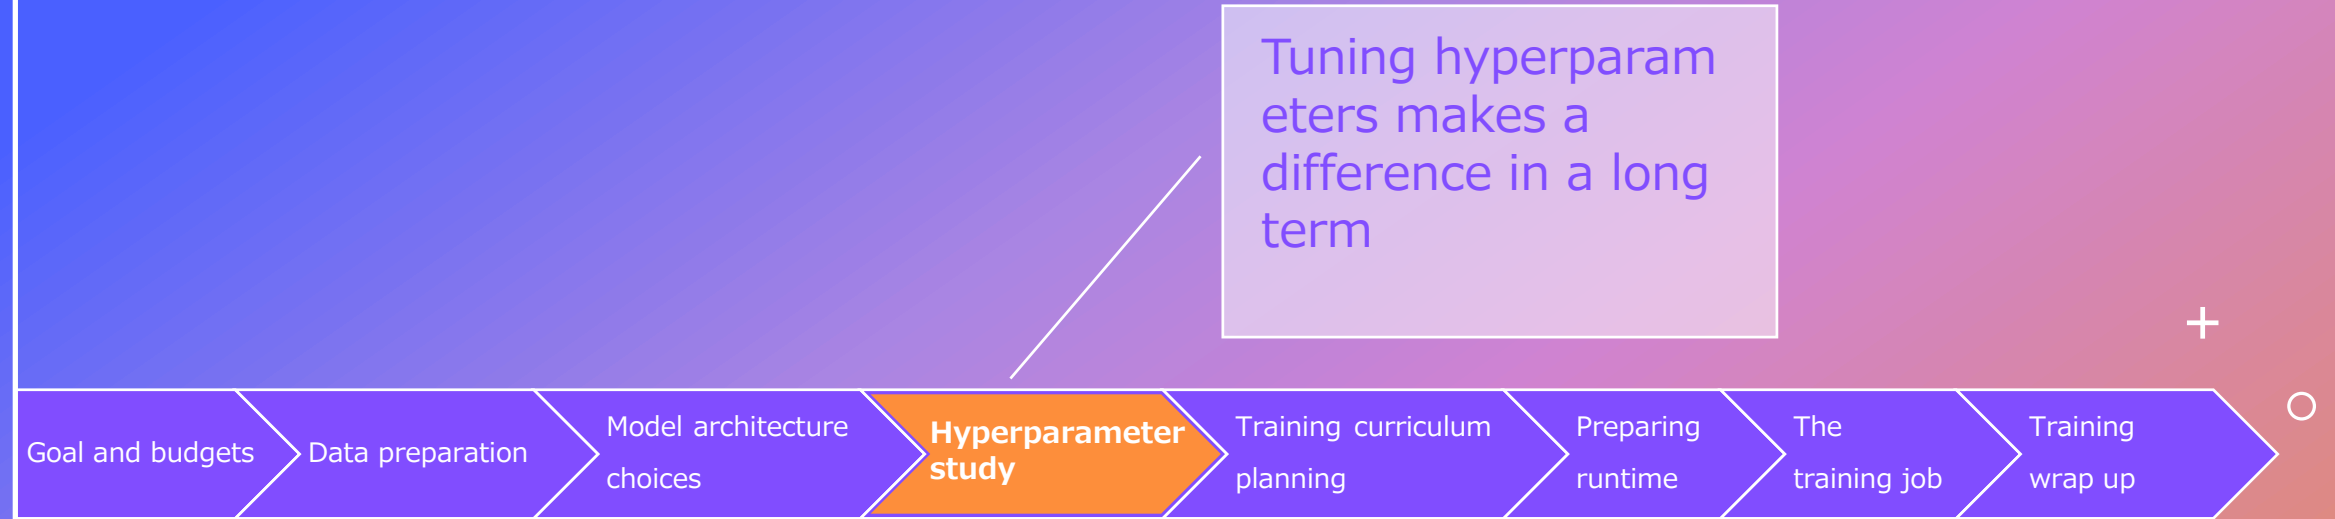 Tuning hyperparam
eters makes a
difference in a long
term
Goal and budgets
Data preparation
Model architecture
choices
Hyperparameter
study
Training curriculum
planning
Preparing
runtime
The
training job
Training
wrap up